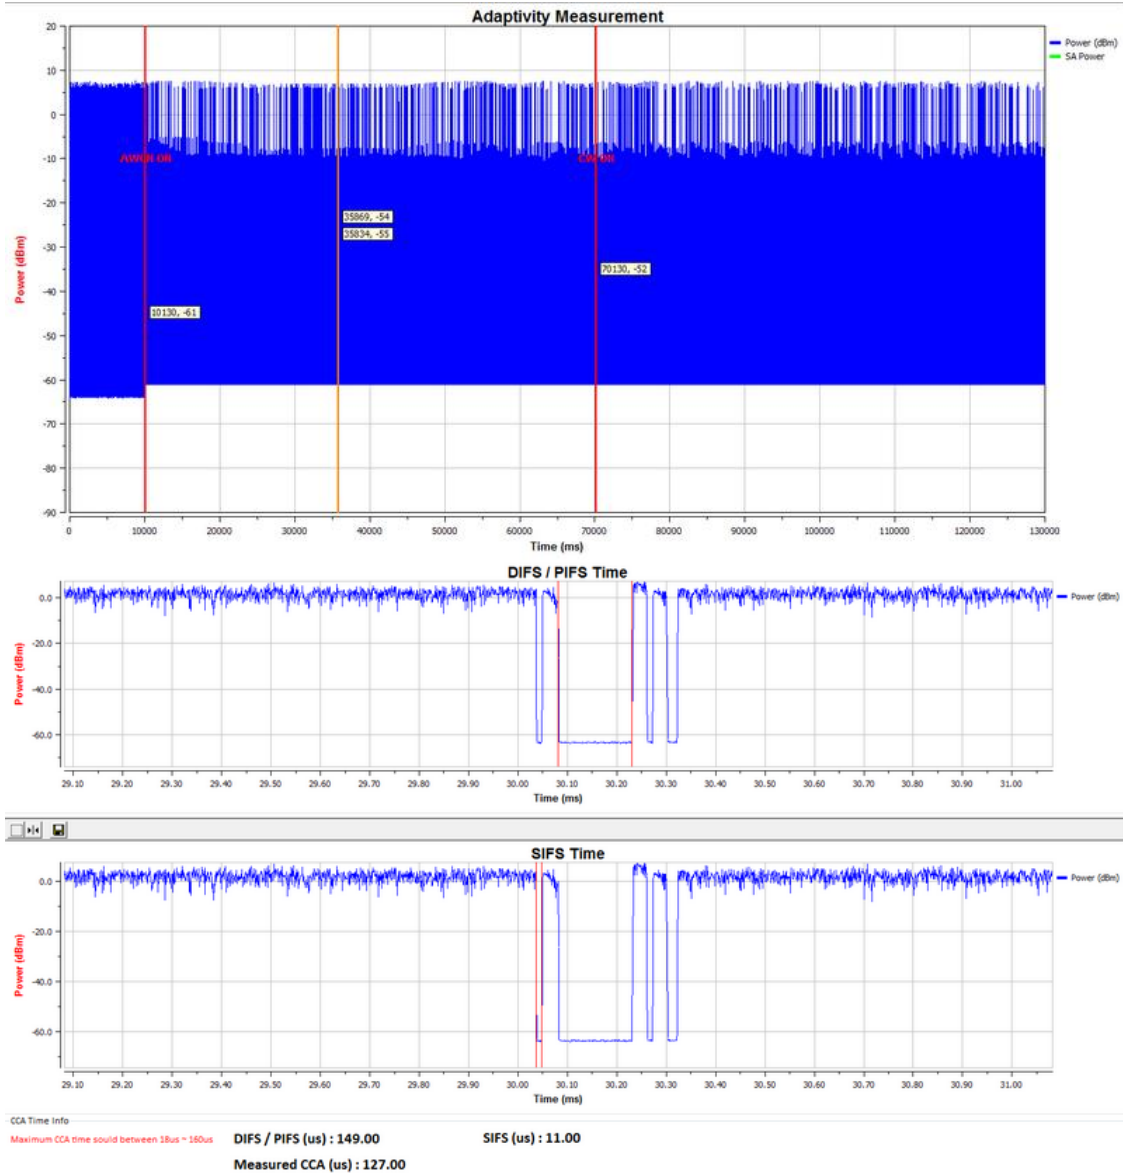 Adaptivity Measurement
Power (dBm)
SA Power
20
10
0
-10
-20
-30
-40
-50
-60
-70
-80
-90
Power (dBm)
35869, -54
35834, -55
70130, -52
10130, -61
0 10000 20000 30000 40000 50000 60000 70000 80000 90000 100000 110000 120000 130000
Time (ms)
DIFS / PIFS Time
Power (dBm)
0.0
-20.0
-40.0
-60.0
Power (dBm)
29.10 29.20 29.30 29.40 29.50 29.60 29.70 29.80 29.90 30.00 30.10 30.20 30.30 30.40 30.50 30.60 30.70 30.80 30.90 31.00
Time (ms)
SIFS Time
Power (dBm)
0.0
-20.0
-40.0
-60.0
Power (dBm)
29.10 29.20 29.30 29.40 29.50 29.60 29.70 29.80 29.90 30.00 30.10 30.20 30.30 30.40 30.50 30.60 30.70 30.80 30.90 31.00
Time (ms)
CCA Time Info
Maximum CCA time sould between 18us ~ 160us
DIFS / PIFS (us) : 149.00
SIFS (us) : 11.00
Measured CCA (us) : 127.00